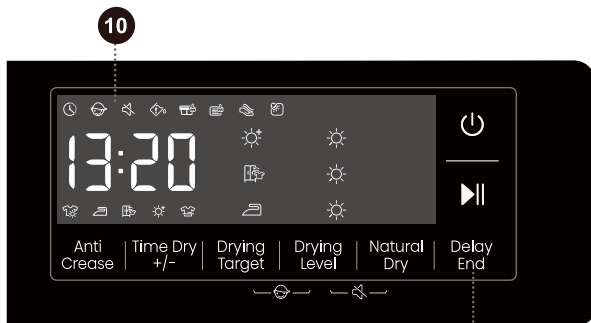 10
13:20
Anti Crease
Time Dry +/-
Drying Target
Drying Level
Natural Dry
Delay End